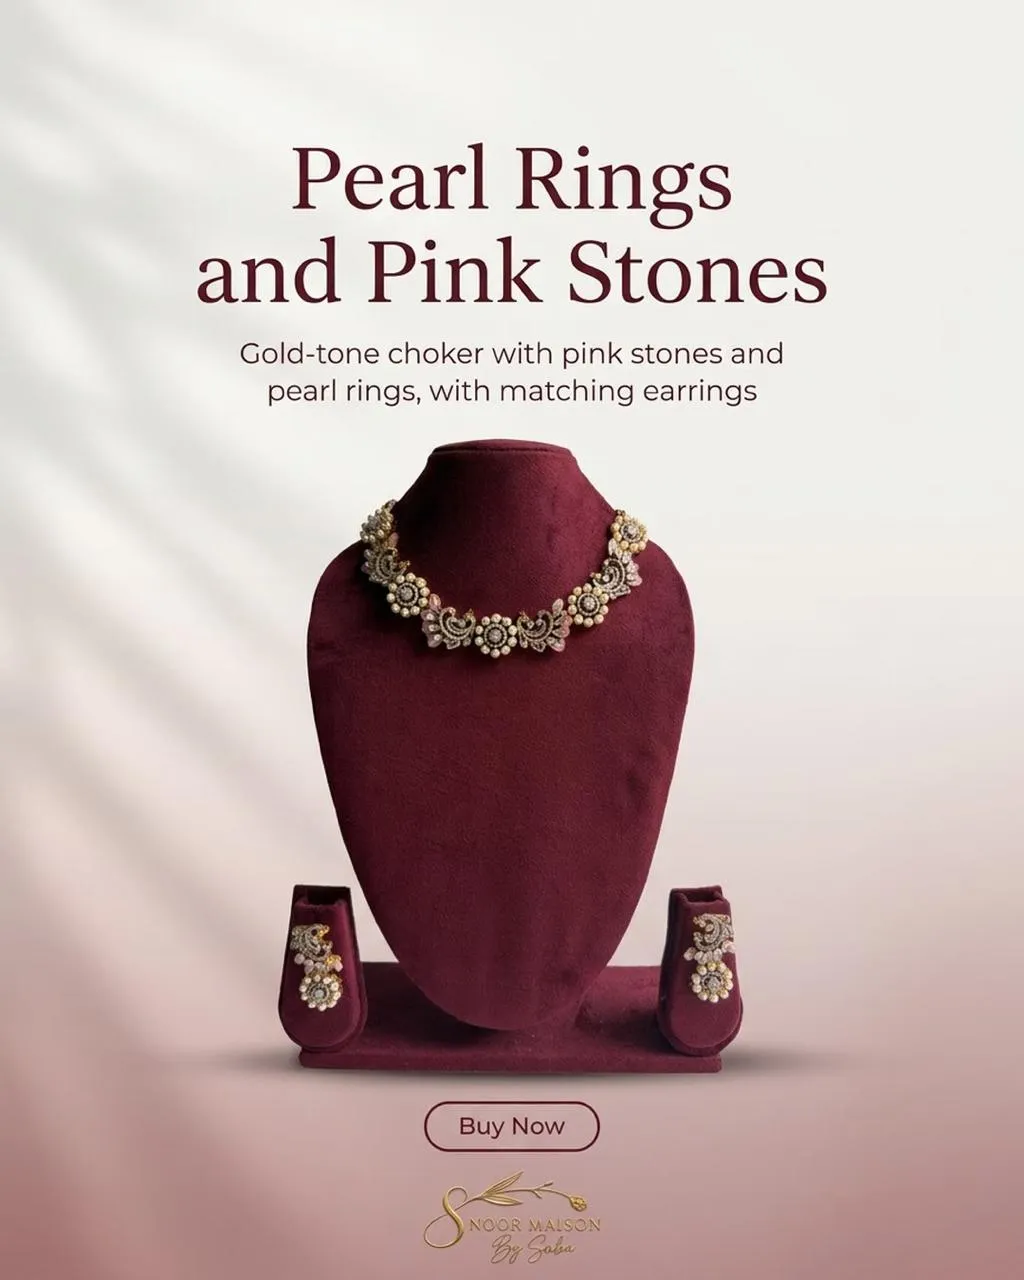 Pearl Rings
and Pink Stones
Gold-tone choker with pink stones and
pearl rings, with matching earrings
Buy Now
S NOOR MAISON
By Saba